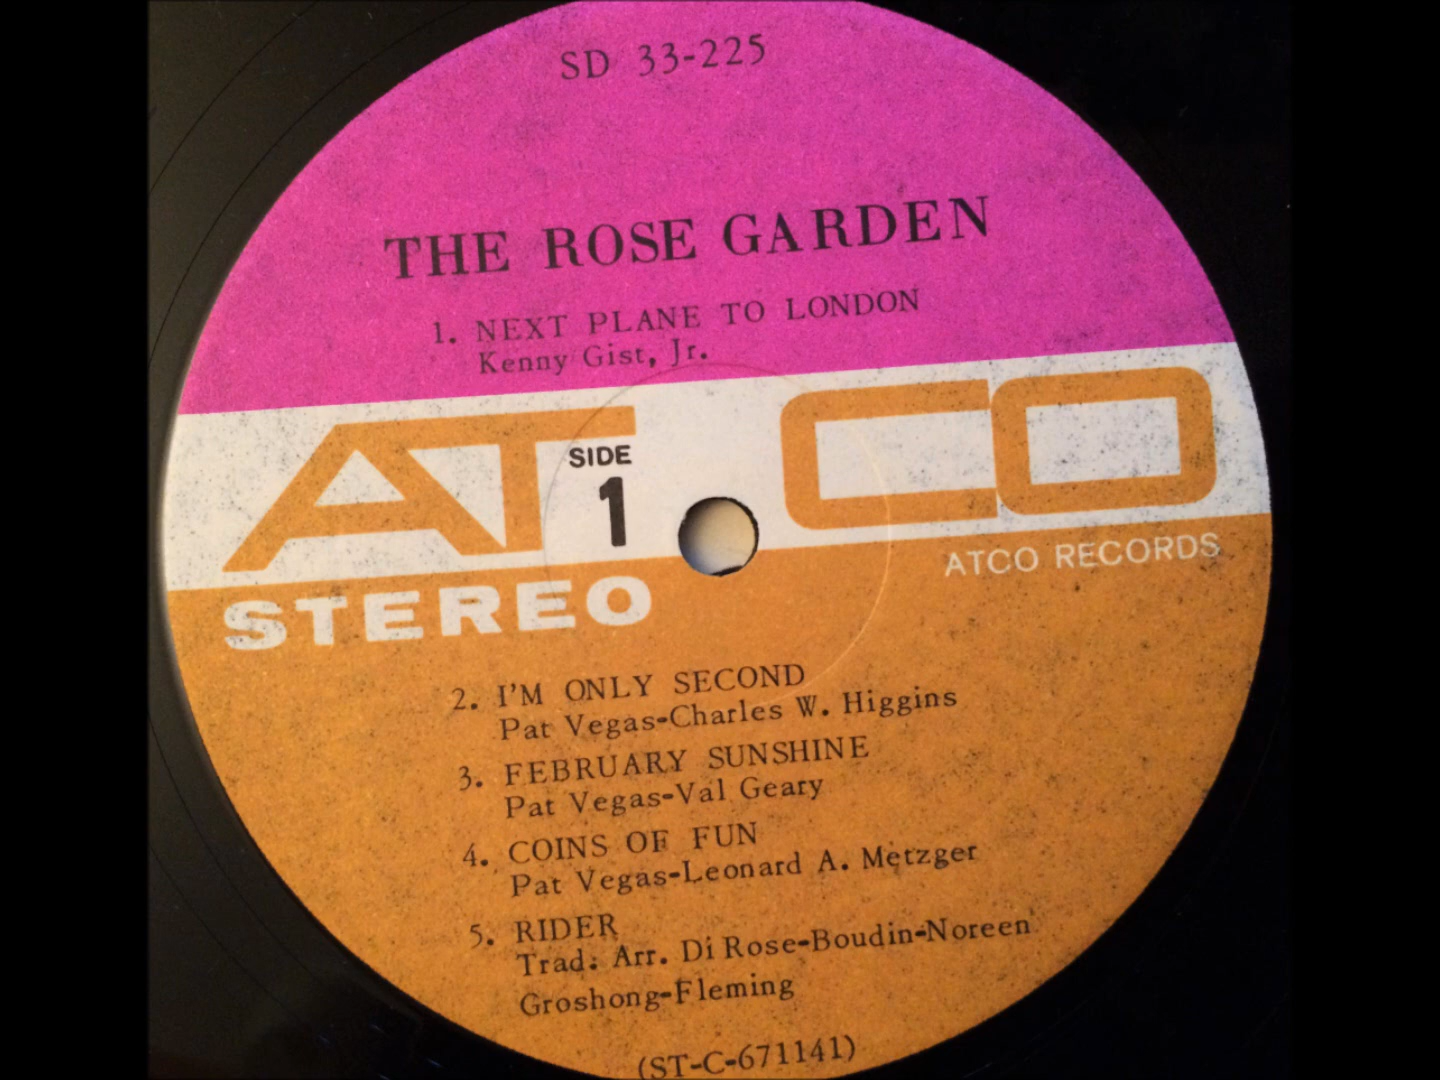 SD 33-225
THE ROSE GARDEN
1. NEXT PLANE TO LONDON
Kenny Gist, Jr.
ATCO
SIDE
1
ATCO RECORDS
STEREO
2. I'M ONLY SECOND
Pat Vegas-Charles W. Higgins
3. FEBRUARY SUNSHINE
Pat Vegas-Val Geary
4. COINS OF FUN
Pat Vegas-Leonard A. Metzger
5. RIDER
Trad: Arr. Di Rose-Boudin-Noreen
Groshong-Fleming
(ST-C-671141)